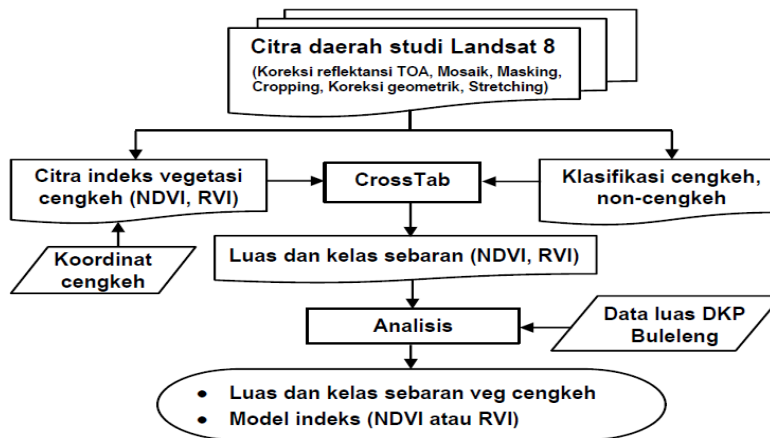 Citra daerah studi Landsat 8
(Koreksi reflektansi TOA, Mosaik, Masking,
Cropping, Koreksi geometrik, Stretching)
Citra indeks vegetasi
cengkeh (NDVI, RVI)
CrossTab
Klasifikasi cengkeh,
non-cengkeh
Koordinat
cengkeh
Luas dan kelas sebaran (NDVI, RVI)
Analisis
Data luas DKP
Buleleng
• Luas dan kelas sebaran veg cengkeh
• Model indeks (NDVI atau RVI)